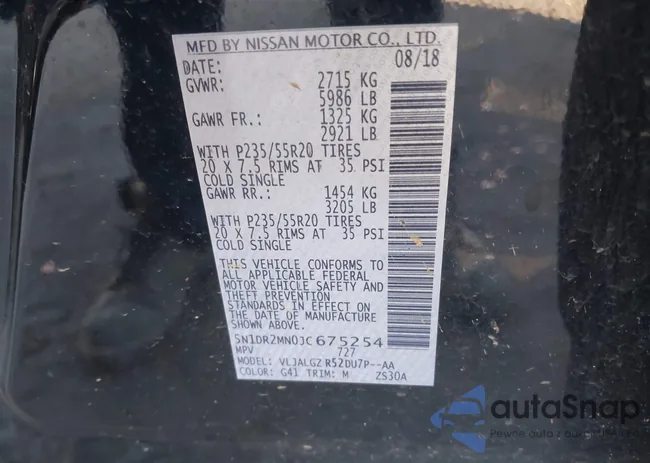 MFD BY NISSAN MOTOR CO., LTD.
DATE: 08/18
GVWR: 2715 KG
5986 LB
GAWR FR.: 1325 KG
2921 LB
WITH P235/55R20 TIRES
20 X 7.5 RIMS AT 35 PSI
COLD SINGLE
GAWR RR.: 1454 KG
3205 LB
WITH P235/55R20 TIRES
20 X 7.5 RIMS AT 35 PSI
COLD SINGLE
THIS VEHICLE CONFORMS TO
ALL APPLICABLE FEDERAL
MOTOR VEHICLE SAFETY AND
THEFT PREVENTION
STANDARDS IN EFFECT ON
THE DATE OF MANUFACTURE
SHOWN ABOVE.
5N1DR2MN0JC675254
MPV 727
MODEL: VLJALGZ R52DU7P--AA
COLOR: G41 TRIM: M ZS30A
autoSnap
Pewne auto z aukcji